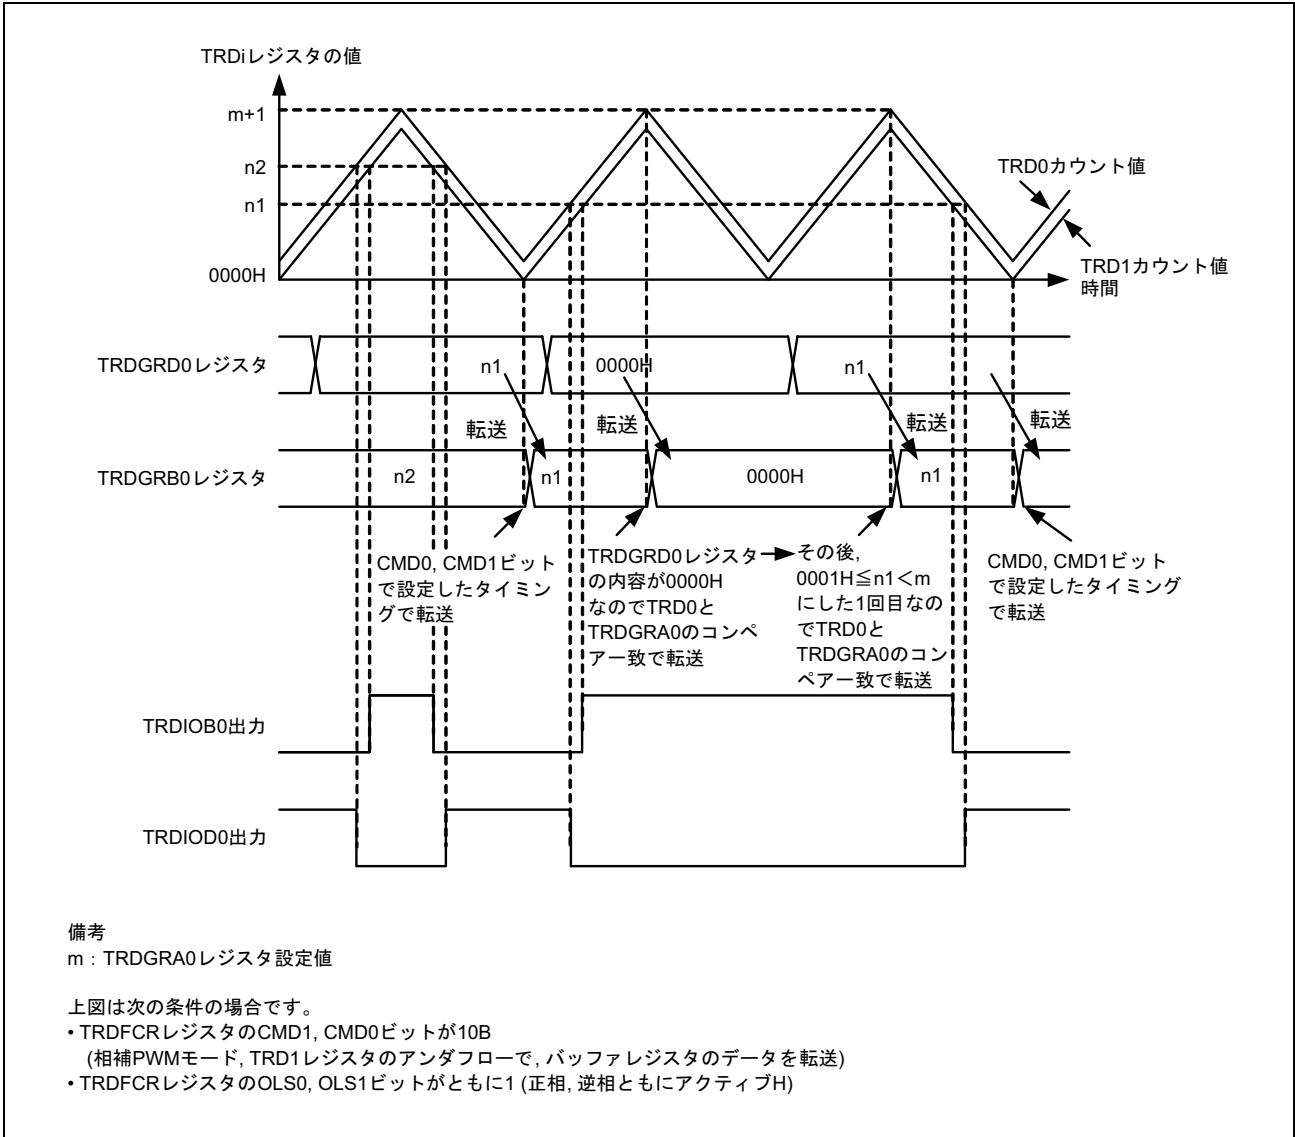 TRDiレジスタの値
m+1
n2
n1
0000H
TRD0カウント値
TRD1カウント値
時間
TRDGRD0レジスタ
n1
0000H
n1
転送
転送
転送
転送
TRDGRB0レジスタ
n2
n1
0000H
n1
CMD0, CMD1ビット
で設定したタイミン
グで転送
TRDGRD0レジスタ
の内容が0000H
なのでTRD0と
TRDGRA0のコンペ
アー致で転送
その後,
0001H≦n1<m
にした1回目なの
でTRD0と
TRDGRA0のコン
ペアー致で転送
CMD0, CMD1ビット
で設定したタイミング
で転送
TRDIOB0出力
TRDIOD0出力
備考
m：TRDGRA0レジスタ設定値
上図は次の条件の場合です。
• TRDFCRレジスタのCMD1, CMD0ビットが10B
(相補PWMモード, TRD1レジスタのアンダフローで, バッファレジスタのデータを転送)
• TRDFCRレジスタのOLS0, OLS1ビットがともに1 (正相, 逆相ともにアクティブH)